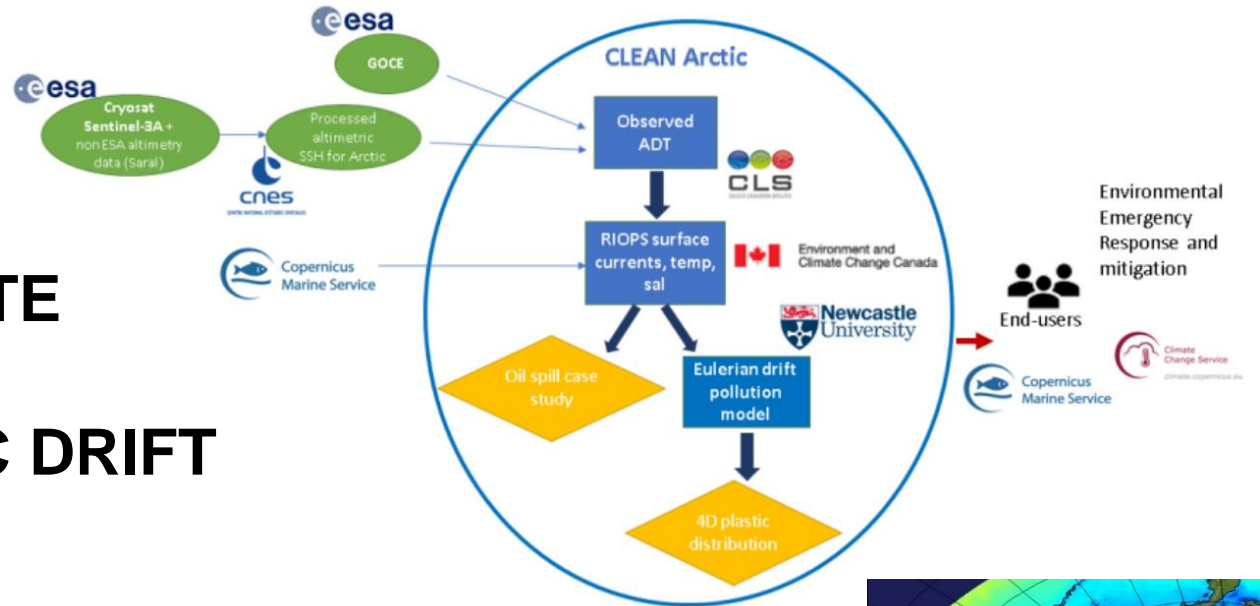 esa
GOCE
esa
Cryosat
Sentinel-3A +
non ESA altimetry
data (Saral)
Processed
altimetric
SSH for Arctic
cnes
CLEAN Arctic
Observed
ADT
CLS
RIOPS surface
currents, temp,
sal
Environment and
Climate Change Canada
Copernicus
Marine Service
Newcastle
University
Oil spill case
study
Eulerian drift
pollution
model
4D plastic
distribution
Environmental
Emergency
Response and
mitigation
End-users
Copernicus
Marine Service
Climate
Change Service
climate.copernicus.eu
TE
C DRIFT